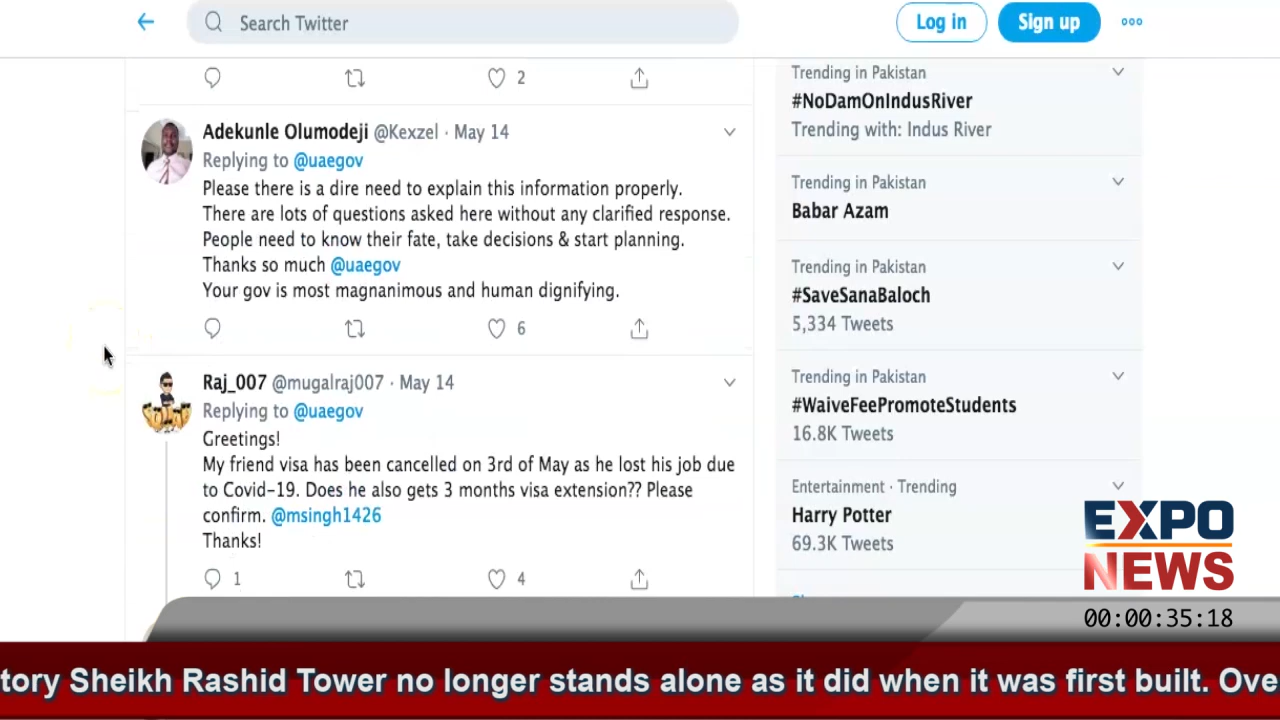 Search Twitter
Log in
Sign up
2
Adekunle Olumodeji @Kexzel · May 14
Replying to @uaegov
Please there is a dire need to explain this information properly.
There are lots of questions asked here without any clarified response.
People need to know their fate, take decisions & start planning.
Thanks so much @uaegov
Your gov is most magnanimous and human dignifying.
6
Raj_007 @mugalraj007 · May 14
Replying to @uaegov
Greetings!
My friend visa has been cancelled on 3rd of May as he lost his job due
to Covid-19. Does he also gets 3 months visa extension?? Please
confirm. @msingh1426
Thanks!
1
4
Trending in Pakistan
#NoDamOnIndusRiver
Trending with: Indus River
Trending in Pakistan
Babar Azam
Trending in Pakistan
#SaveSanaBaloch
5,334 Tweets
Trending in Pakistan
#WaiveFeePromoteStudents
16.8K Tweets
Entertainment · Trending
Harry Potter
69.3K Tweets
EXPO
NEWS
00:00:35:18
tory Sheikh Rashid Tower no longer stands alone as it did when it was first built. Ove